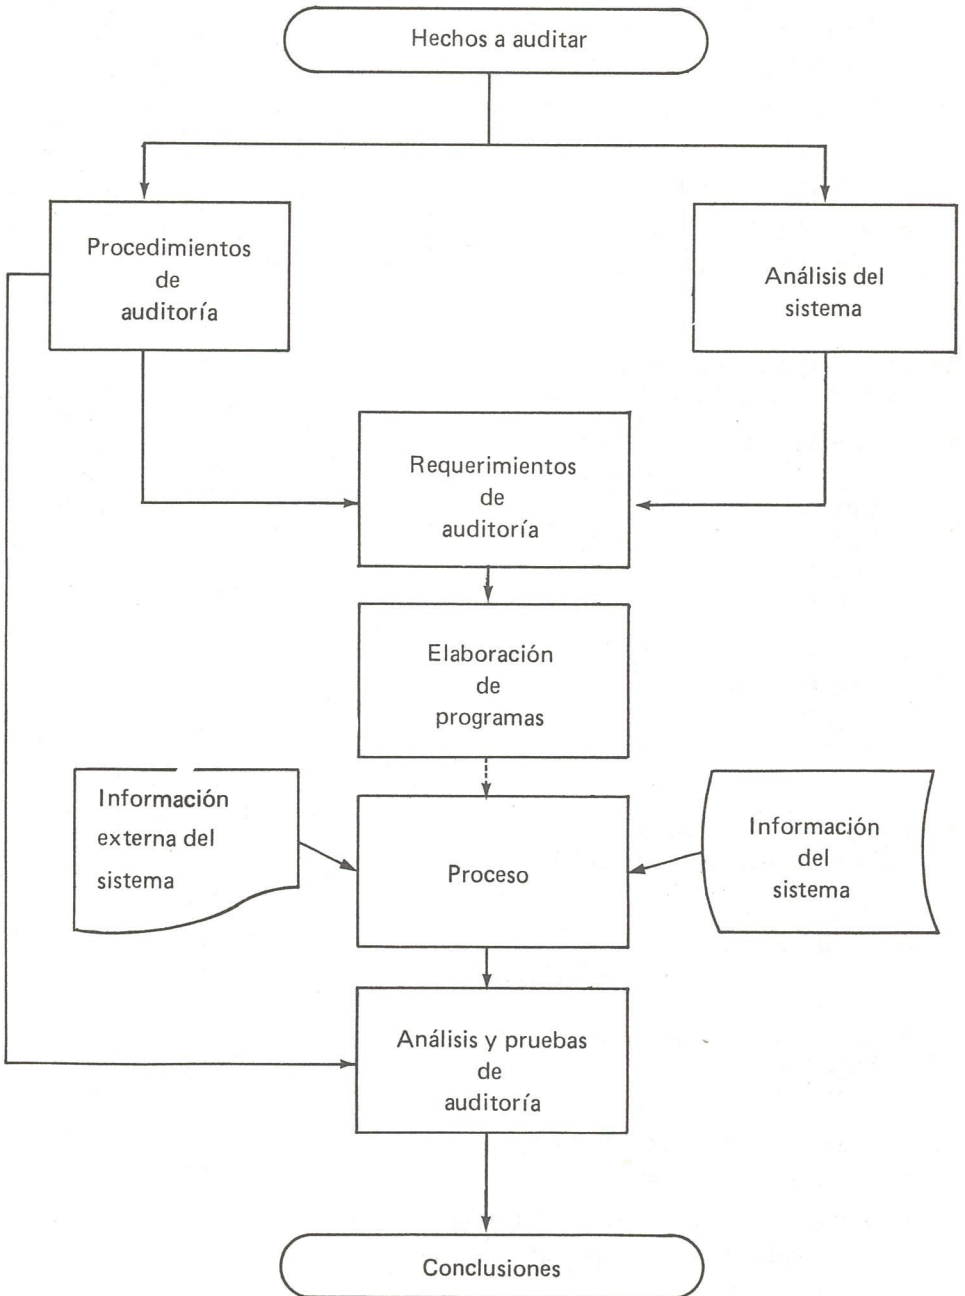 Hechos a auditar
Procedimientos
de
auditoría
Análisis del
sistema
Requerimientos
de
auditoría
Elaboración
de
programas
Información
externa del
sistema
Proceso
Información
del
sistema
Análisis y pruebas
de
auditoría
Conclusiones